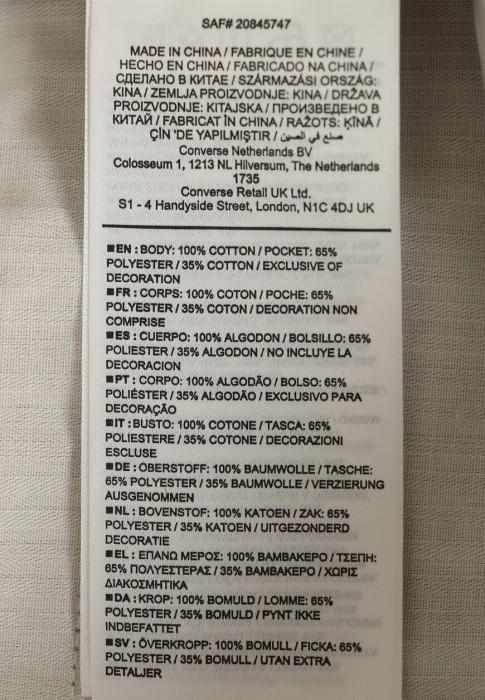 SAF# 20845747
MADE IN CHINA / FABRIQUE EN CHINE /
HECHO EN CHINA / FABRICADO NA CHINA /
СДЕЛАНО В КИТАЕ / SZÁRMAZÁSI ORSZÁG:
KINA / ZEMLJA PROIZVODNJE: KINA / DRŽAVA
PROIZVODNJE: KITAJSKA / ПРОИЗВЕДЕНО В
КИТАЙ / FABRICAT ÎN CHINA / RAŽOTS: ĶĪNĀ /
ÇİN 'DE YAPILMIŞTIR / صنع في الصين
Converse Netherlands BV
Colosseum 1, 1213 NL Hilversum, The Netherlands
1735
Converse Retail UK Ltd.
S1 - 4 Handyside Street, London, N1C 4DJ UK
■EN : BODY: 100% COTTON / POCKET: 65%
POLYESTER / 35% COTTON / EXCLUSIVE OF
DECORATION
■FR : CORPS: 100% COTON / POCHE: 65%
POLYESTER / 35% COTON / DECORATION NON
COMPRISE
■ES : CUERPO: 100% ALGODON / BOLSILLO: 65%
POLIESTER / 35% ALGODON / NO INCLUYE LA
DECORACION
■PT : CORPO: 100% ALGODÃO / BOLSO: 65%
POLIÉSTER / 35% ALGODÃO / EXCLUSIVO PARA
DECORAÇÃO
■IT : BUSTO: 100% COTONE / TASCA: 65%
POLIESTERE / 35% COTONE / DECORAZIONI
ESCLUSE
■DE : OBERSTOFF: 100% BAUMWOLLE / TASCHE:
65% POLYESTER / 35% BAUMWOLLE / VERZIERUNG
AUSGENOMMEN
■NL : BOVENSTOF: 100% KATOEN / ZAK: 65%
POLYESTER / 35% KATOEN / UITGEZONDERD
DECORATIE
■EL : ΕΠΑΝΩ ΜΕΡΟΣ: 100% ΒΑΜΒΑΚΕΡΟ / ΤΣΕΠΗ:
65% ΠΟΛΥΕΣΤΕΡΑΣ / 35% ΒΑΜΒΑΚΕΡΟ / ΧΩΡΙΣ
ΔΙΑΚΟΣΜΗΤΙΚΑ
■DA : KROP: 100% BOMULD / LOMME: 65%
POLYESTER / 35% BOMULD / PYNT IKKE
INDBEFATTET
■SV : ÖVERKROPP: 100% BOMULL / FICKA: 65%
POLYESTER / 35% BOMULL / UTAN EXTRA
DETALJER